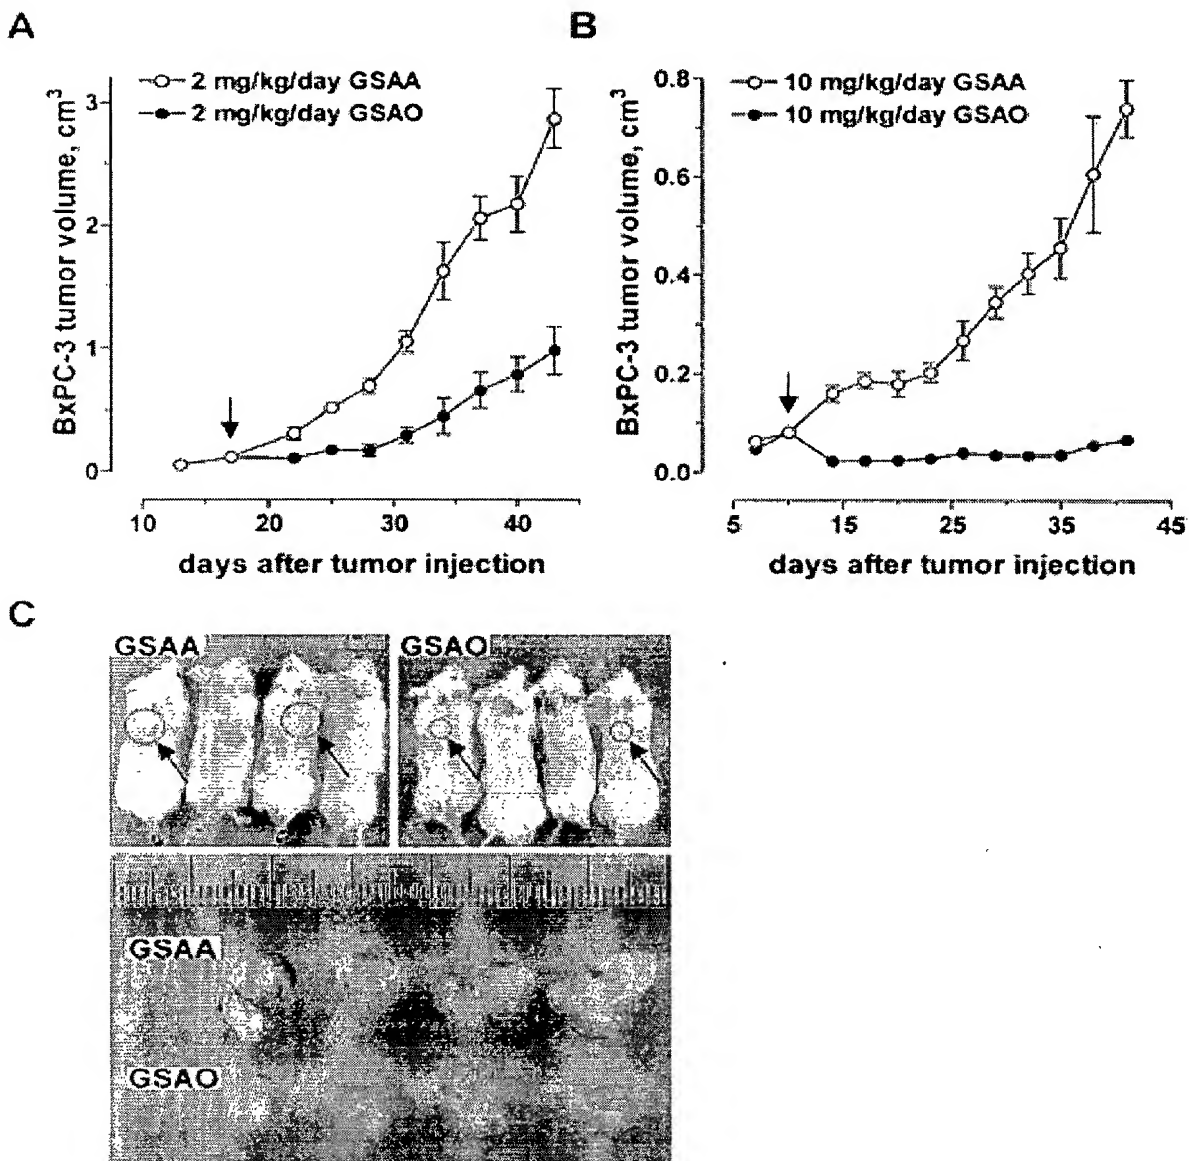 A
2 mg/kg/day GSAA
2 mg/kg/day GSAO
BxPC-3 tumor volume, cm³
3
2
1
0
10 20 30 40
days after tumor injection
B
10 mg/kg/day GSAA
10 mg/kg/day GSAO
BxPC-3 tumor volume, cm³
0.8
0.6
0.4
0.2
0.0
5 15 25 35 45
days after tumor injection
C
GSAA
GSAO
GSAA
GSAO